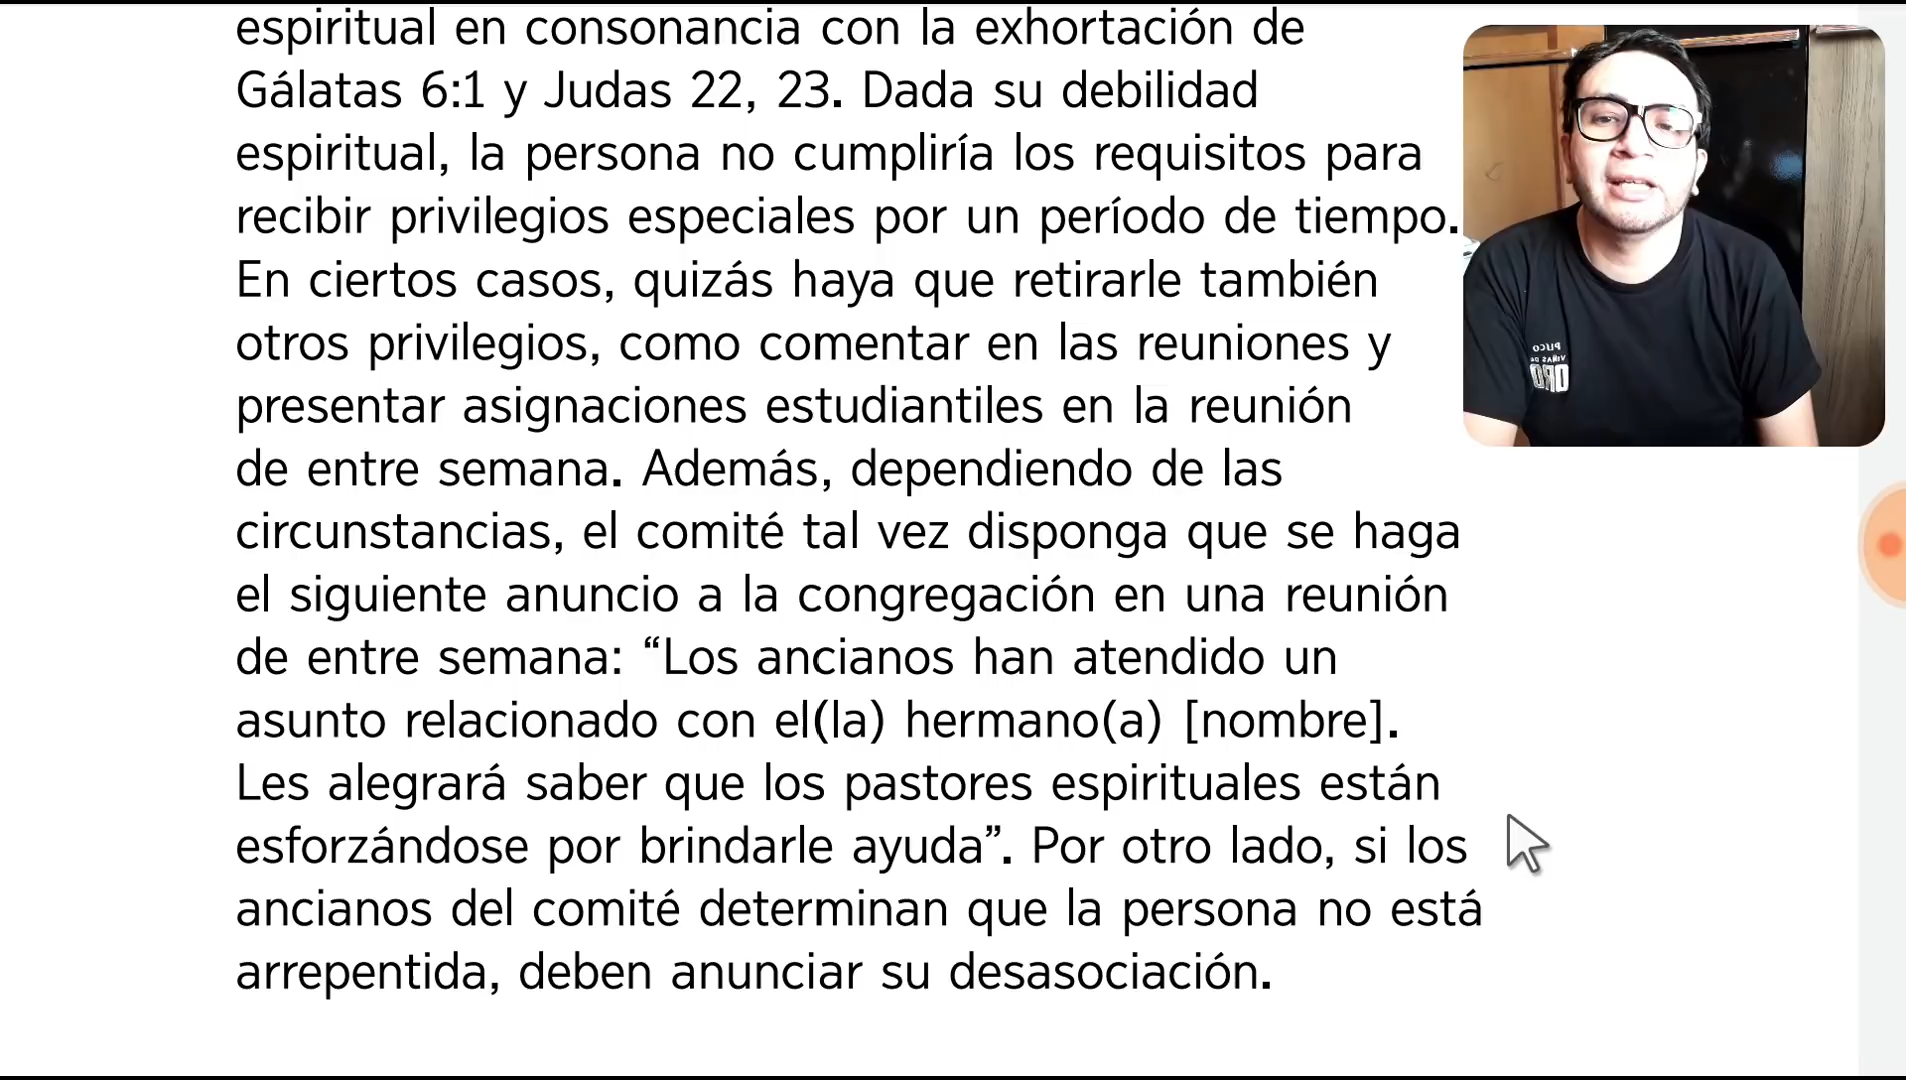 espiritual en consonancia con la exhortación de
Gálatas 6:1 y Judas 22, 23. Dada su debilidad
espiritual, la persona no cumpliría los requisitos para
recibir privilegios especiales por un período de tiempo.
En ciertos casos, quizás haya que retirarle también
otros privilegios, como comentar en las reuniones y
presentar asignaciones estudiantiles en la reunión
de entre semana. Además, dependiendo de las
circunstancias, el comité tal vez disponga que se haga
el siguiente anuncio a la congregación en una reunión
de entre semana: “Los ancianos han atendido un
asunto relacionado con el(la) hermano(a) [nombre].
Les alegrará saber que los pastores espirituales están
esforzándose por brindarle ayuda”. Por otro lado, si los
ancianos del comité determinan que la persona no está
arrepentida, deben anunciar su desasociación.
PUCO
VIÑAS DE
ORO